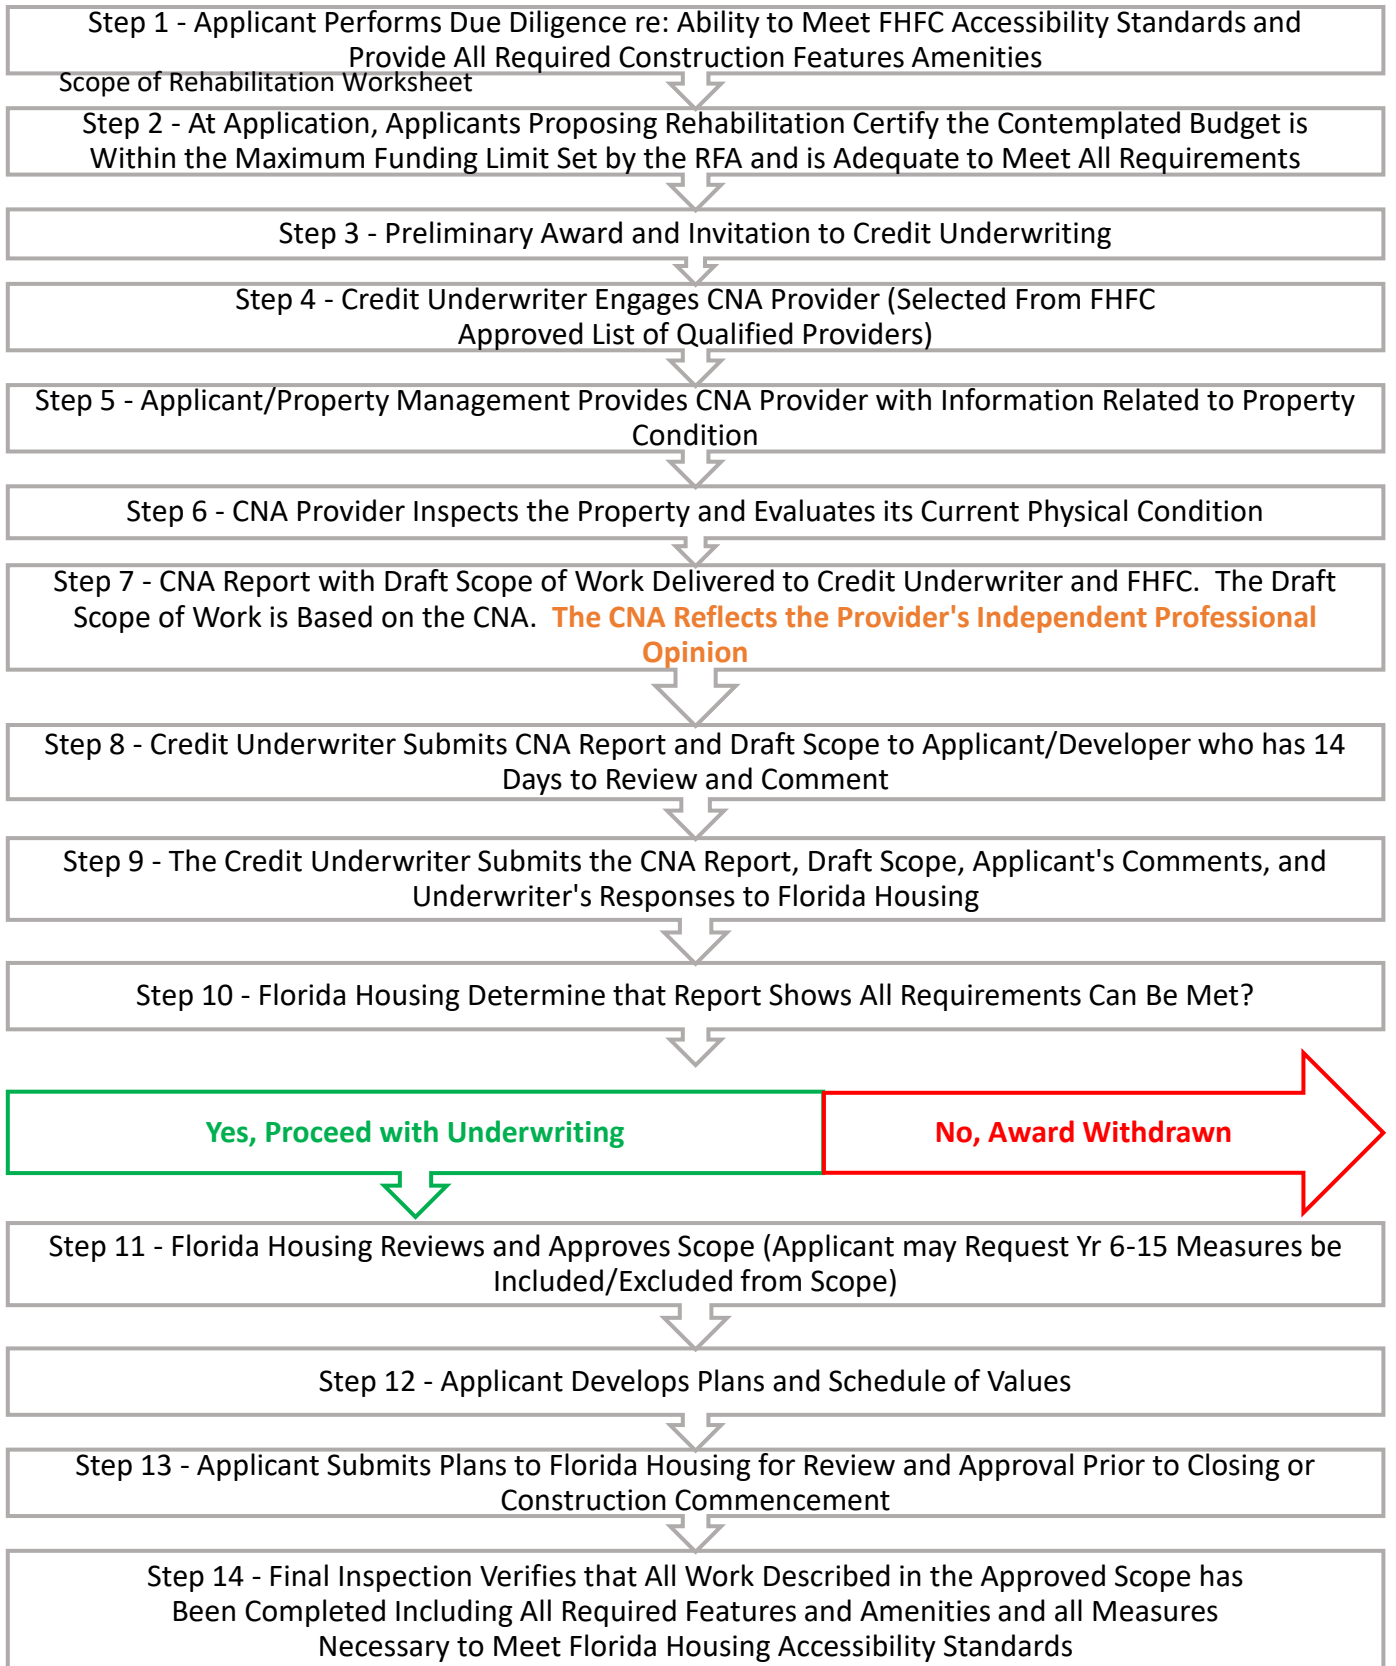 Step 1 - Applicant Performs Due Diligence re: Ability to Meet FHFC Accessibility Standards and
Provide All Required Construction Features Amenities
Scope of Rehabilitation Worksheet
Step 2 - At Application, Applicants Proposing Rehabilitation Certify the Contemplated Budget is
Within the Maximum Funding Limit Set by the RFA and is Adequate to Meet All Requirements
Step 3 - Preliminary Award and Invitation to Credit Underwriting
Step 4 - Credit Underwriter Engages CNA Provider (Selected From FHFC
Approved List of Qualified Providers)
Step 5 - Applicant/Property Management Provides CNA Provider with Information Related to Property
Condition
Step 6 - CNA Provider Inspects the Property and Evaluates its Current Physical Condition
Step 7 - CNA Report with Draft Scope of Work Delivered to Credit Underwriter and FHFC.  The Draft
Scope of Work is Based on the CNA.  The CNA Reflects the Provider's Independent Professional
Opinion
Step 8 - Credit Underwriter Submits CNA Report and Draft Scope to Applicant/Developer who has 14
Days to Review and Comment
Step 9 - The Credit Underwriter Submits the CNA Report, Draft Scope, Applicant's Comments, and
Underwriter's Responses to Florida Housing
Step 10 - Florida Housing Determine that Report Shows All Requirements Can Be Met?
Yes, Proceed with Underwriting
No, Award Withdrawn
Step 11 - Florida Housing Reviews and Approves Scope (Applicant may Request Yr 6-15 Measures be
Included/Excluded from Scope)
Step 12 - Applicant Develops Plans and Schedule of Values
Step 13 - Applicant Submits Plans to Florida Housing for Review and Approval Prior to Closing or
Construction Commencement
Step 14 - Final Inspection Verifies that All Work Described in the Approved Scope has
Been Completed Including All Required Features and Amenities and all Measures
Necessary to Meet Florida Housing Accessibility Standards